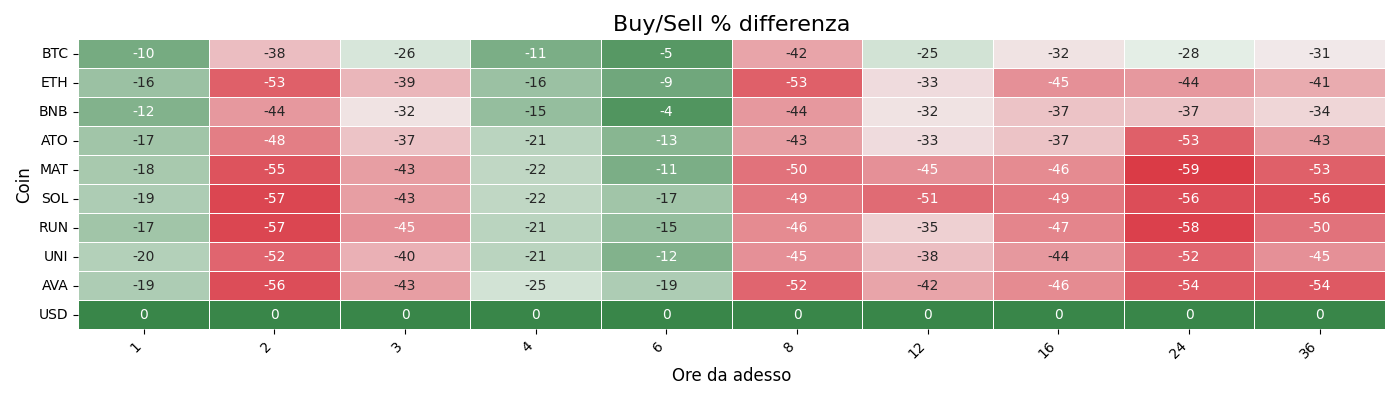 Buy/Sell % differenza
Coin
BTC -10 -38 -26 -11 -5 -42 -25 -32 -28 -31
ETH -16 -53 -39 -16 -9 -53 -33 -45 -44 -41
BNB -12 -44 -32 -15 -4 -44 -32 -37 -37 -34
ATO -17 -48 -37 -21 -13 -43 -33 -37 -53 -43
MAT -18 -55 -43 -22 -11 -50 -45 -46 -59 -53
SOL -19 -57 -43 -22 -17 -49 -51 -49 -56 -56
RUN -17 -57 -45 -21 -15 -46 -35 -47 -58 -50
UNI -20 -52 -40 -21 -12 -45 -38 -44 -52 -45
AVA -19 -56 -43 -25 -19 -52 -42 -46 -54 -54
USD 0 0 0 0 0 0 0 0 0 0
1 2 3 4 6 8 12 16 24 36
Ore da adesso